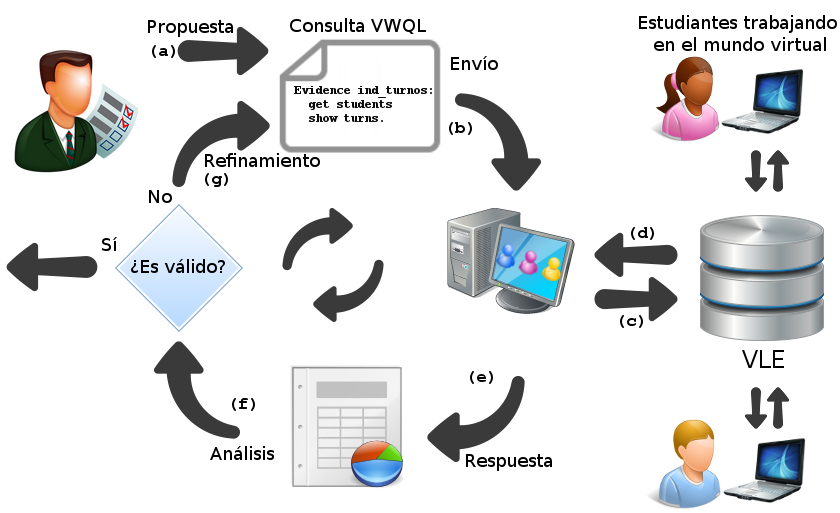 Propuesta
(a)
Consulta VWQL
Evidence ind_turnos:
get students
show turns.
Envío
(b)
Estudiantes trabajando
en el mundo virtual
Refinamiento
(g)
No
Sí
¿Es válido?
(d)
(c)
VLE
(e)
Respuesta
(f)
Análisis